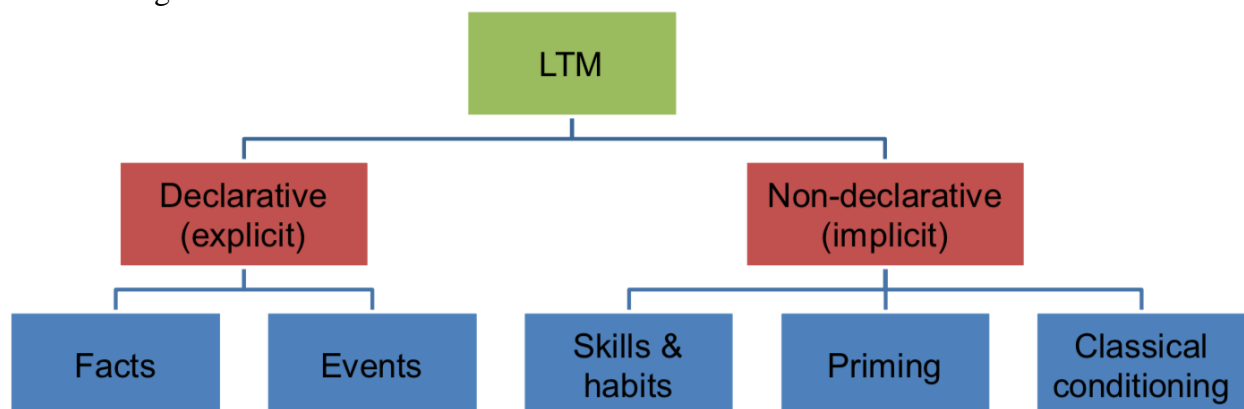 LTM
Declarative
(explicit)
Non-declarative
(implicit)
Facts
Events
Skills &
habits
Priming
Classical
conditioning